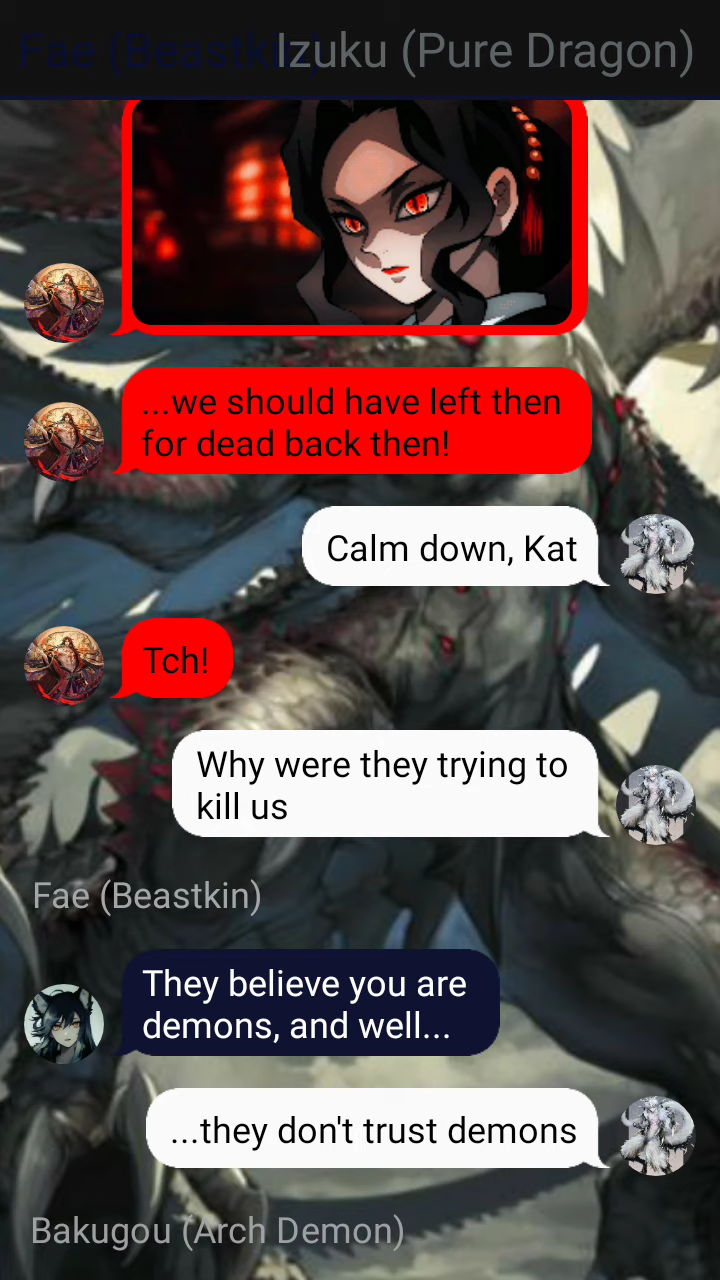 Fae (Beastkin)
Izuku (Pure Dragon)
...we should have left then
for dead back then!
Calm down, Kat
Tch!
Why were they trying to
kill us
Fae (Beastkin)
They believe you are
demons, and well...
...they don't trust demons
Bakugou (Arch Demon)